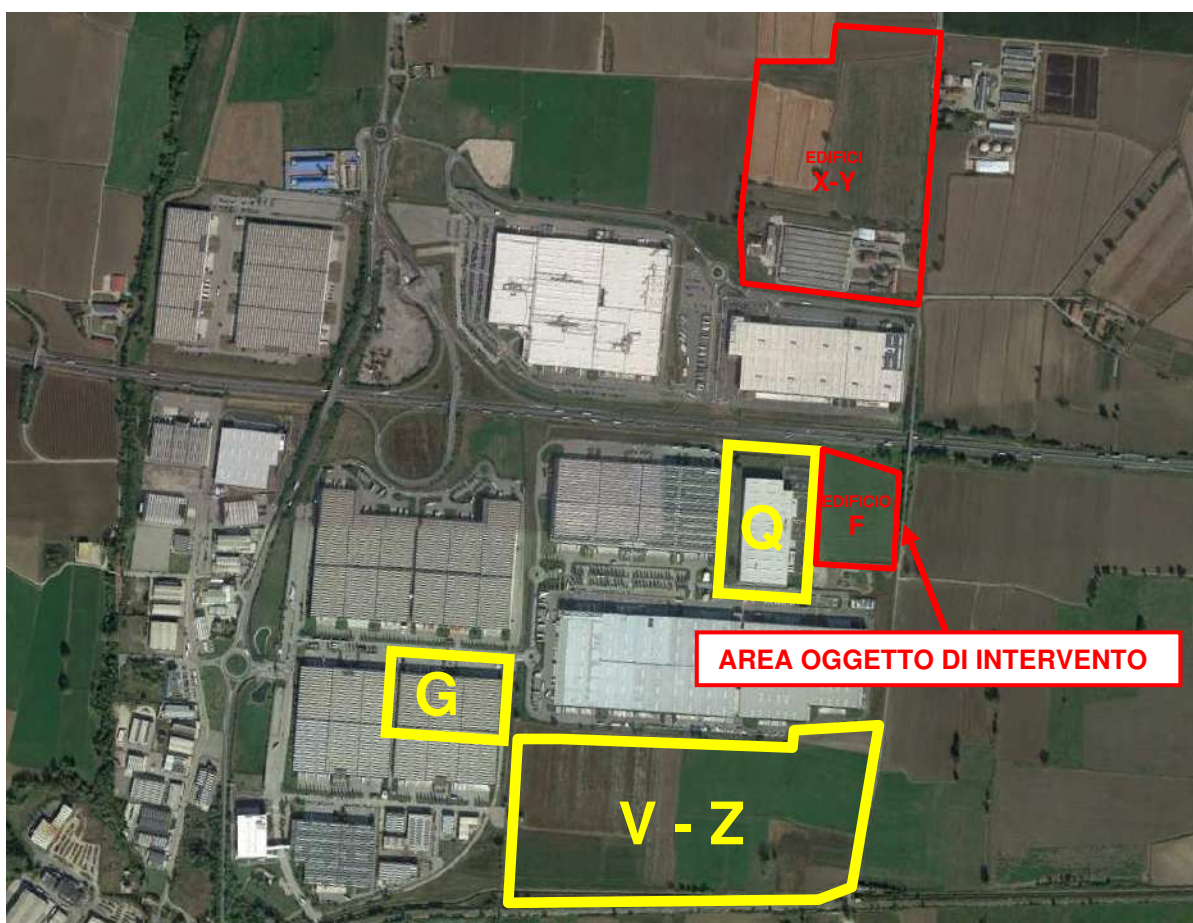 EDIFICI
X-Y
Q
EDIFICIO
F
AREA OGGETTO DI INTERVENTO
G
V - Z